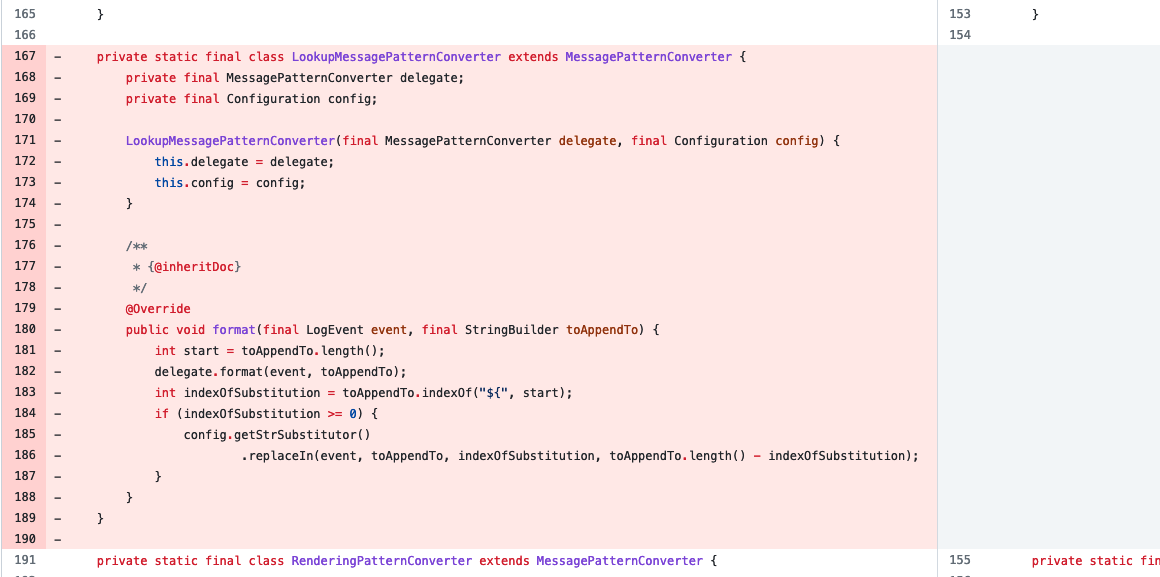 165 } 153 }
166 154
167 - private static final class LookupMessagePatternConverter extends MessagePatternConverter {
168 - private final MessagePatternConverter delegate;
169 - private final Configuration config;
170 -
171 - LookupMessagePatternConverter(final MessagePatternConverter delegate, final Configuration config) {
172 - this.delegate = delegate;
173 - this.config = config;
174 - }
175 -
176 - /**
177 - * {@inheritDoc}
178 - */
179 - @Override
180 - public void format(final LogEvent event, final StringBuilder toAppendTo) {
181 - int start = toAppendTo.length();
182 - delegate.format(event, toAppendTo);
183 - int indexOfSubstitution = toAppendTo.indexOf("${", start);
184 - if (indexOfSubstitution >= 0) {
185 - config.getStrSubstitutor()
186 - .replaceIn(event, toAppendTo, indexOfSubstitution, toAppendTo.length() - indexOfSubstitution);
187 - }
188 - }
189 - }
190 -
191 private static final class RenderingPatternConverter extends MessagePatternConverter { 155 private static fin